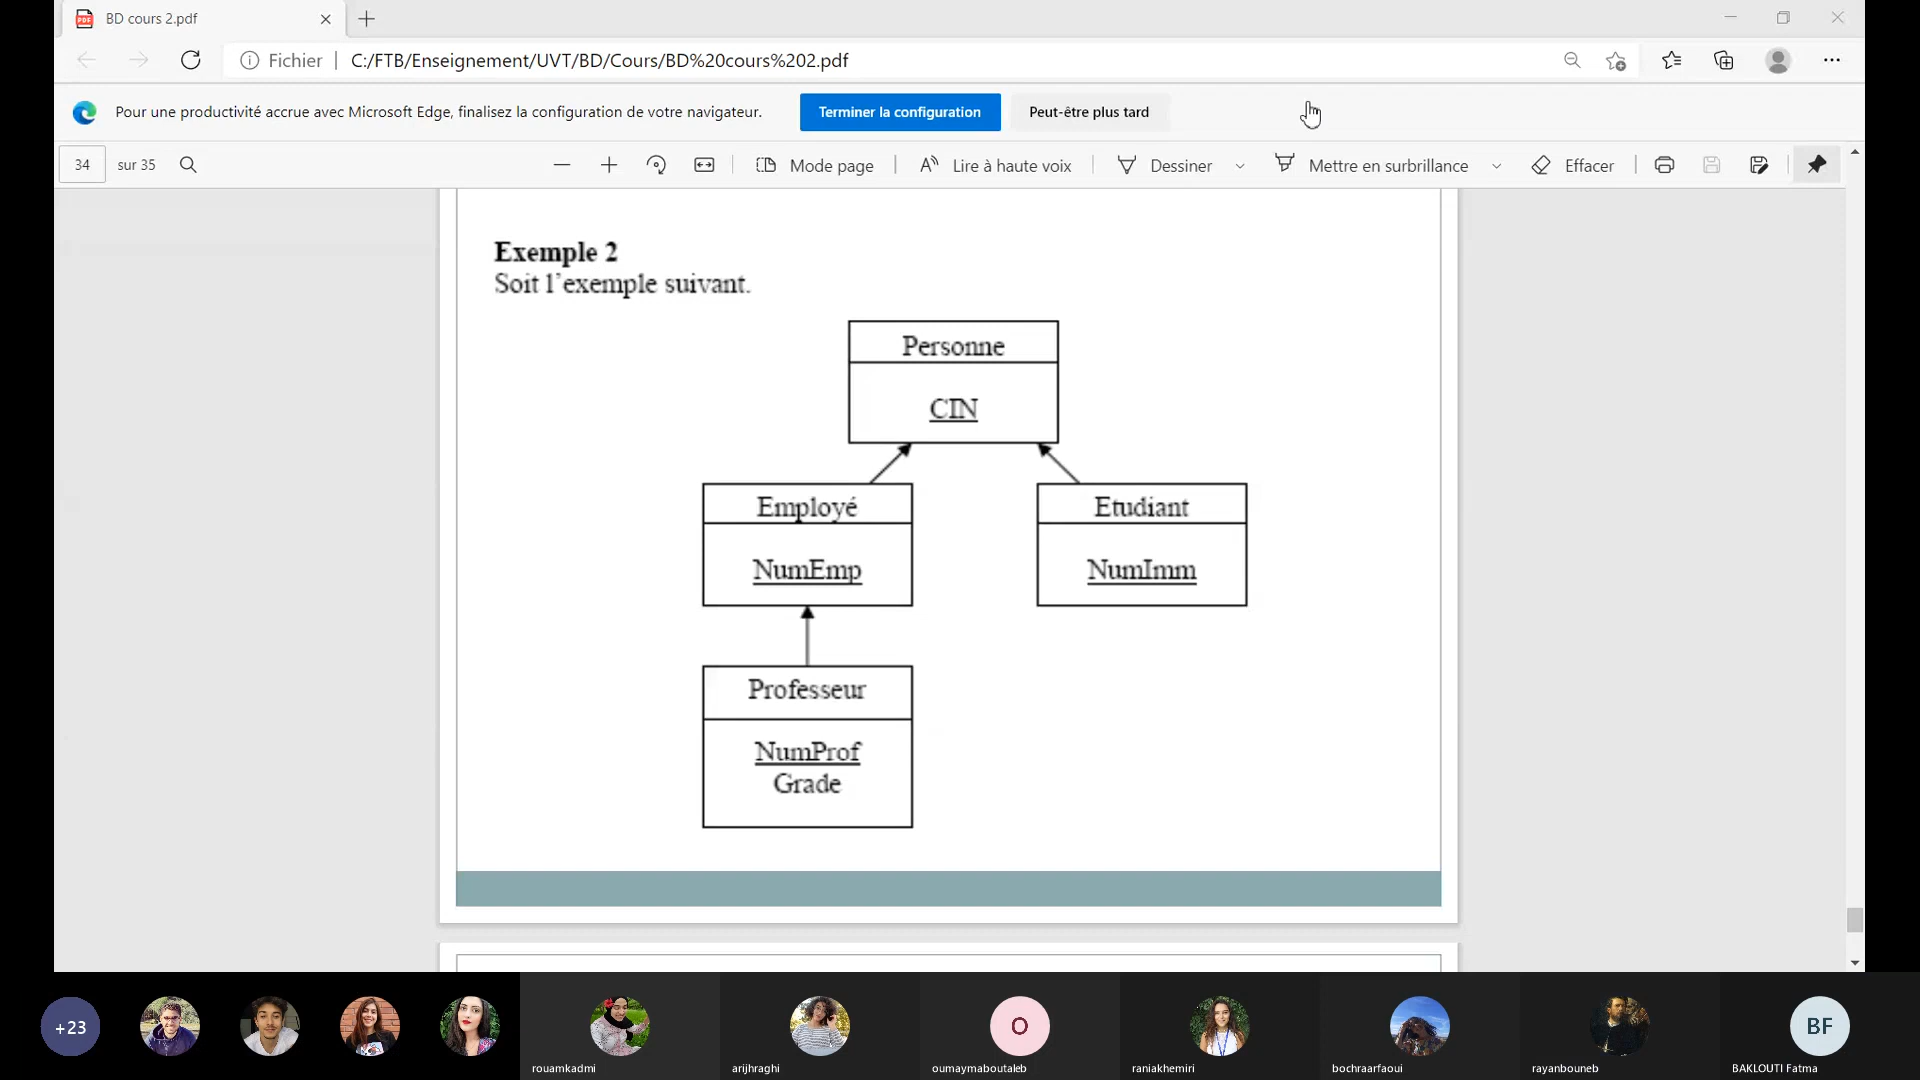 BD cours 2.pdf
Fichier | C:/FTB/Enseignement/UVT/BD/Cours/BD%20cours%202.pdf
Pour une productivité accrue avec Microsoft Edge, finalisez la configuration de votre navigateur. Terminer la configuration Peut-être plus tard
34 sur 35 Mode page Lire à haute voix Dessiner Mettre en surbrillance Effacer
Exemple 2
Soit l'exemple suivant.
Personne
CIN
Employé Etudiant
NumEmp NumImm
Professeur
NumProf
Grade
+23 O BF
rouamkadmi arijhraghi oumaymaboutaleb raniakhemiri bochraarfaoui rayanbouneb BAKLOUTI Fatma